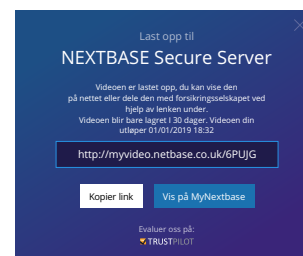 Last opp til
NEXTBASE Secure Server
Videoen er lastet opp, du kan vise den
på nettet eller dele den med forsikringsselskapet ved
hjelp av lenken under.
Videoen blir bare lagret I 30 dager. Videoen din
utløper 01/01/2019 18:32
http://myvideo.netbase.co.uk/6PUJG
Kopier link
Vis på MyNextbase
Evaluer oss på:
TRUSTPILOT